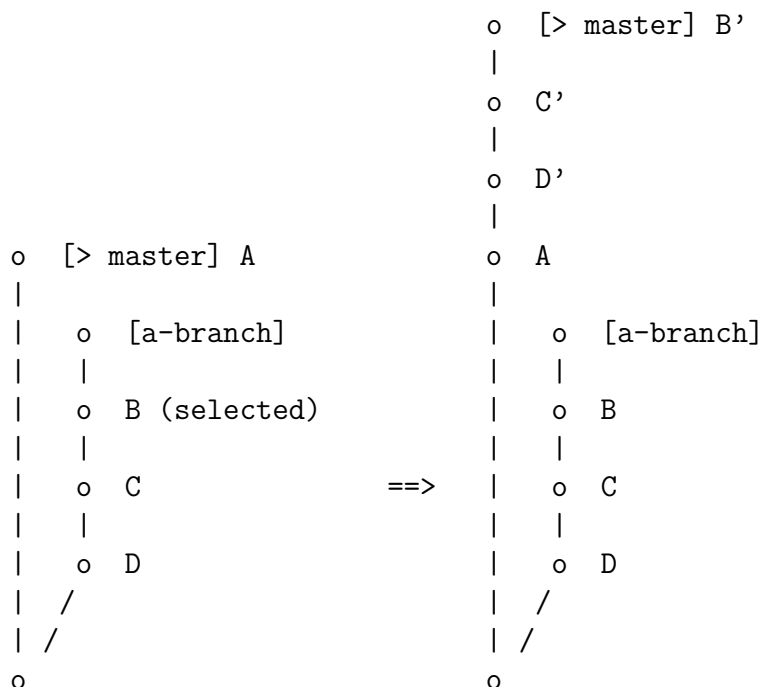 o  [> master] B’
|
o  C’
|
o  D’
|
o  [> master] A                 o  A
|                               |
|   o  [a-branch]               |   o  [a-branch]
|   |                           |   |
|   o  B (selected)             |   o  B
|   |                           |   |
|   o  C                ==>     |   o  C
|   |                           |   |
|   o  D                        |   o  D
|  /                            |  /
| /                             | /
o                               o